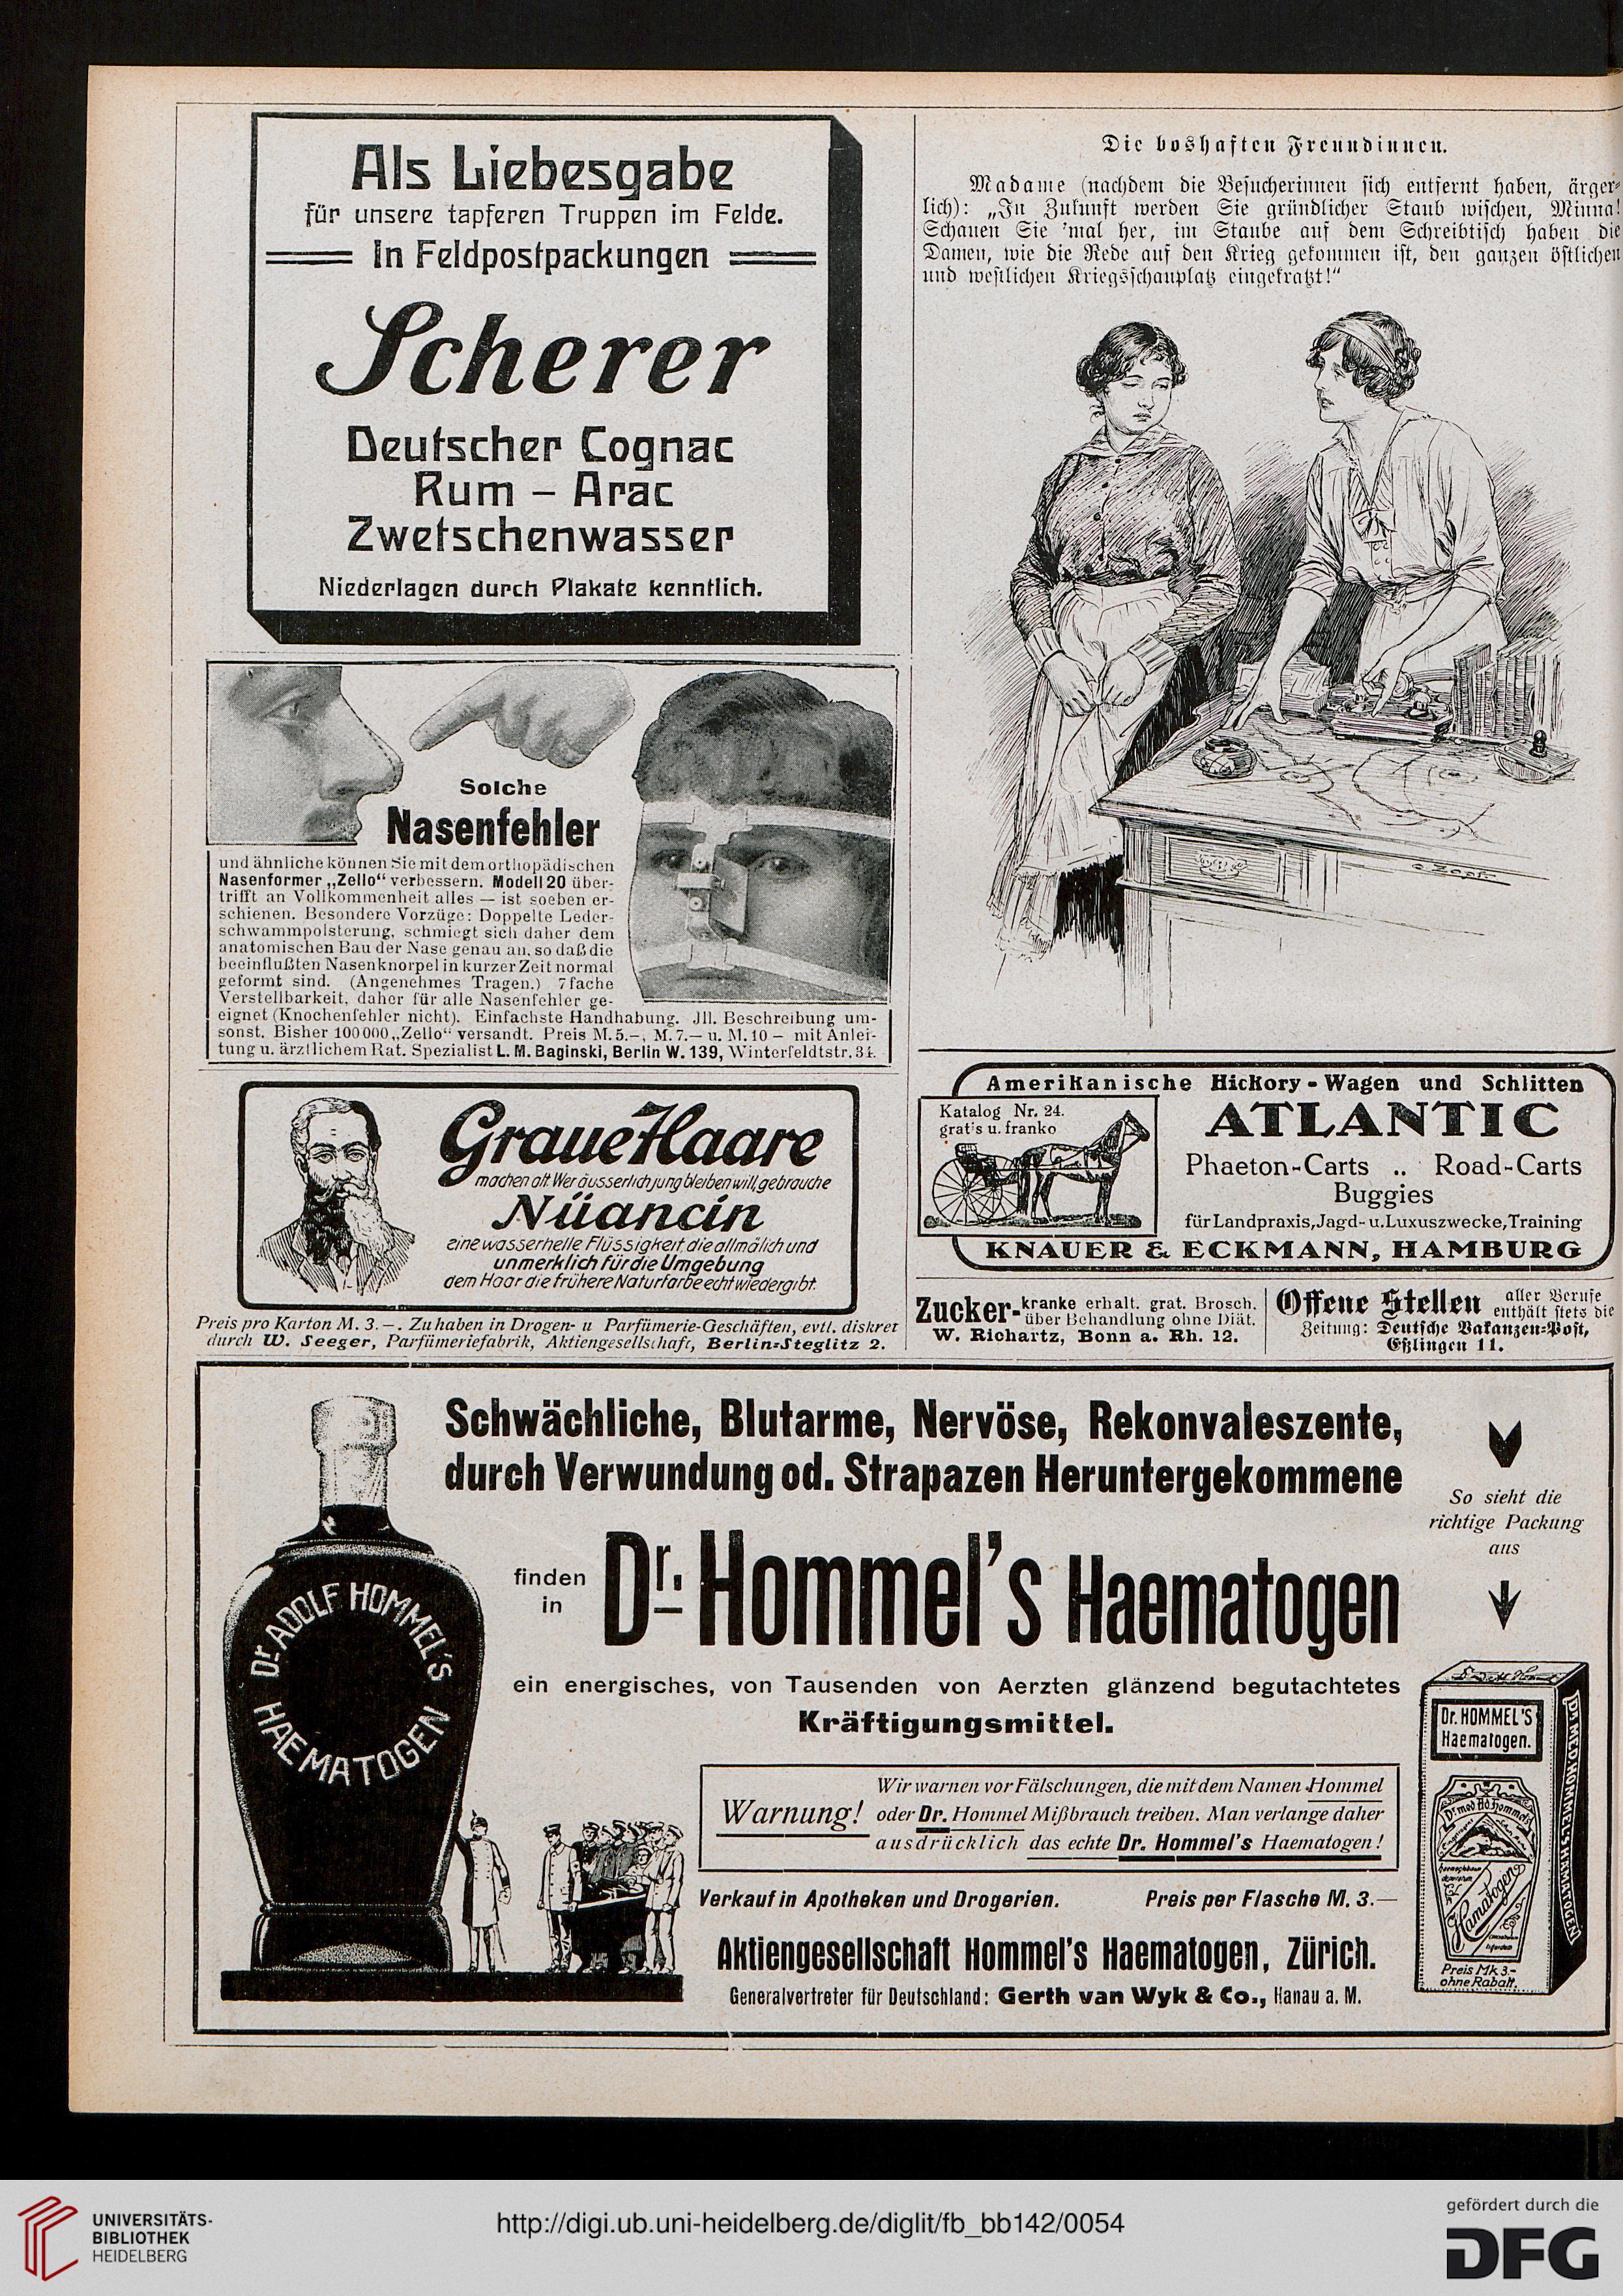 Als Liebesgabe
für unsere tapferen Truppen im Felde.
In Feldpostpackungen
Scherer
Deutscher Cognac
Rum – Arac
Zwetschenwasser
Niederlagen durch Plakate kenntlich.
Solche
Nasenfehler
und ähnliche können Sie mit dem orthopädischen
Nasenformer „Zello“ verbessern. Modell 20 über-
trifft an Vollkommenheit alles — ist soeben er-
schienen. Besondere Vorzüge: Doppelte Leder-
schwammpolsterung, schmiegt sich daher dem
anatomischen Bau der Nase genau an, so daß die
beeinflußten Nasenknorpel in kurzer Zeit normal
geformt sind. (Angenehmes Tragen.) 7 fache
Verstellbarkeit, daher für alle Nasenfehler ge-
eignet (Knochenfehler nicht). Einfachste Handhabung. Jll. Beschreibung um-
sonst. Bisher 100 000 „Zello“ versandt. Preis M. 5.–, M. 7.— u. M. 10 — mit Anlei-
tung u. ärztlichem Rat. Spezialist L. M. Baginski, Berlin W. 139, Winterfeldtstr. 34.
Graue Haare
machen alt Wer äusserlich jung bleiben will, gebrauche
Nüancin
eine wasserhelle Flüssigkeit, die allmälich und
unmerklich für die Umgebung
dem Haar die frühere Naturfarbe echt wiedergibt.
Preis pro Karton M. 3.—. Zu haben in Drogen- u Parfümerie-Geschäften, evtl. diskret
durch W. Seeger, Parfümeriefabrik, Aktiengesellschaft, Berlin-Steglitz 2.
Die boshaften Freundinnen.
Madame (nachdem die Besucherinnen sich entfernt haben, ärger-
lich): „In Zukunft werden Sie gründlicher Staub wischen, Minna!
Schauen Sie 'mal her, im Staube auf dem Schreibtisch haben die
Damen, wie die Rede auf den Krieg gekommen ist, den ganzen östlichen
und westlichen Kriegsschauplatz eingekratzt!“
Amerikanische Hickory-Wagen und Schlitten
Katalog Nr. 24.
gratis u. franko
ATLANTIC
Phaeton-Carts .. Road-Carts
Buggies
für Landpraxis, Jagd- u. Luxuszwecke, Training
KNAUER & ECKMANN, HAMBURG
Zucker-kranke erhalt. grat. Brosch.
über Behandlung ohne Diät.
W. Richartz, Bonn a. Rh. 12.
Offene Stellen aller Berufe
enthält stets die
Zeitung: Deutsche Vakanzen-Post,
Eßlingen 11.
Schwächliche, Blutarme, Nervöse, Rekonvaleszente,
durch Verwundung od. Strapazen Heruntergekommene
finden
in
Dr. Hommel's Haematogen
ein energisches, von Tausenden von Aerzten glänzend begutachtetes
Kräftigungsmittel.
Dr. ADOLF HOMMEL'S
HAEMATOGEN
So sieht die
richtige Packung
aus
Warnung!
Wir warnen vor Fälschungen, die mit dem Namen Hommel
oder Dr. Hommel Mißbrauch treiben. Man verlange daher
ausdrücklich das echte Dr. Hommel's Haematogen!
Verkauf in Apotheken und Drogerien. Preis per Flasche M. 3.—
Aktiengesellschaft Hommel's Haematogen, Zürich.
Generalvertreter für Deutschland: Gerth van Wyk & Co., Hanau a. M.
Dr. HOMMEL'S
Haematogen.
Preis Mk 3.-
ohne Rabatt.
UNIVERSITÄTS-
BIBLIOTHEK
HEIDELBERG
http://digi.ub.uni-heidelberg.de/diglit/fb_bb142/0054
gefördert durch die
DFG